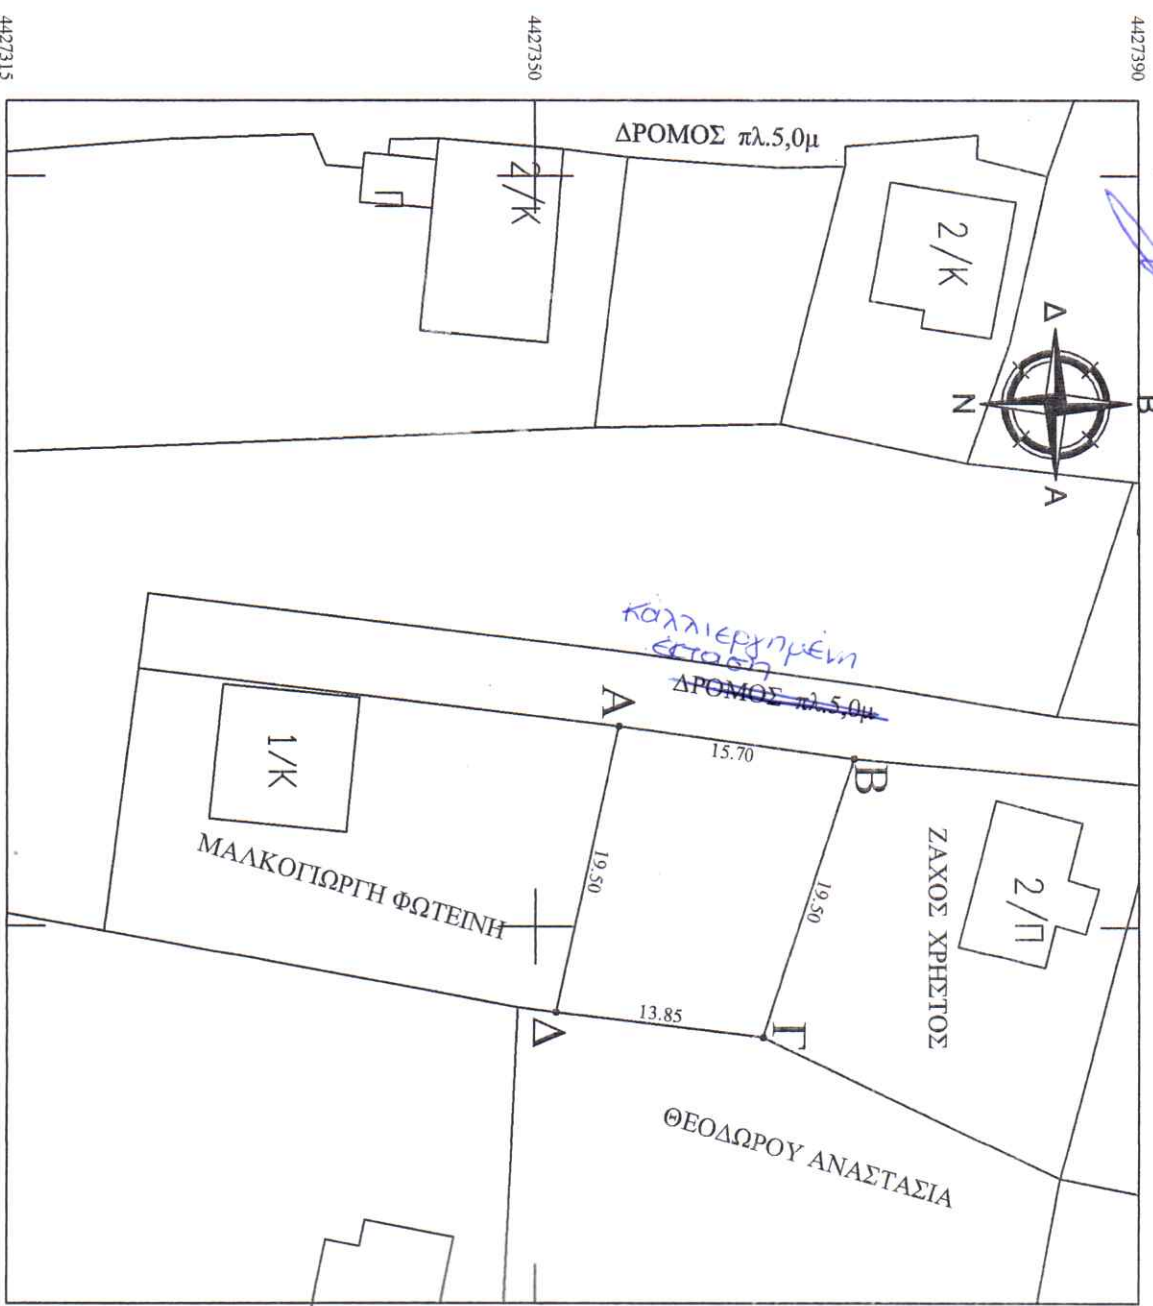 4427315
4427350
4427390
ΔΡΟΜΟΣ πλ.5,0μ
2/Κ
Π
2/Κ
Δ
Β
Ν
Α
καλλιεργημένη
έκταση
ΔΡΟΜΟΣ πλ.5,0μ
Α
15.70
Β
1/Κ
19.50
19.50
2/Π
ΜΑΛΚΟΓΙΩΡΓΗ ΦΩΤΕΙΝΗ
ΖΑΧΟΣ ΧΡΗΣΤΟΣ
Δ
13.85
Γ
ΘΕΟΔΩΡΟΥ ΑΝΑΣΤΑΣΙΑ